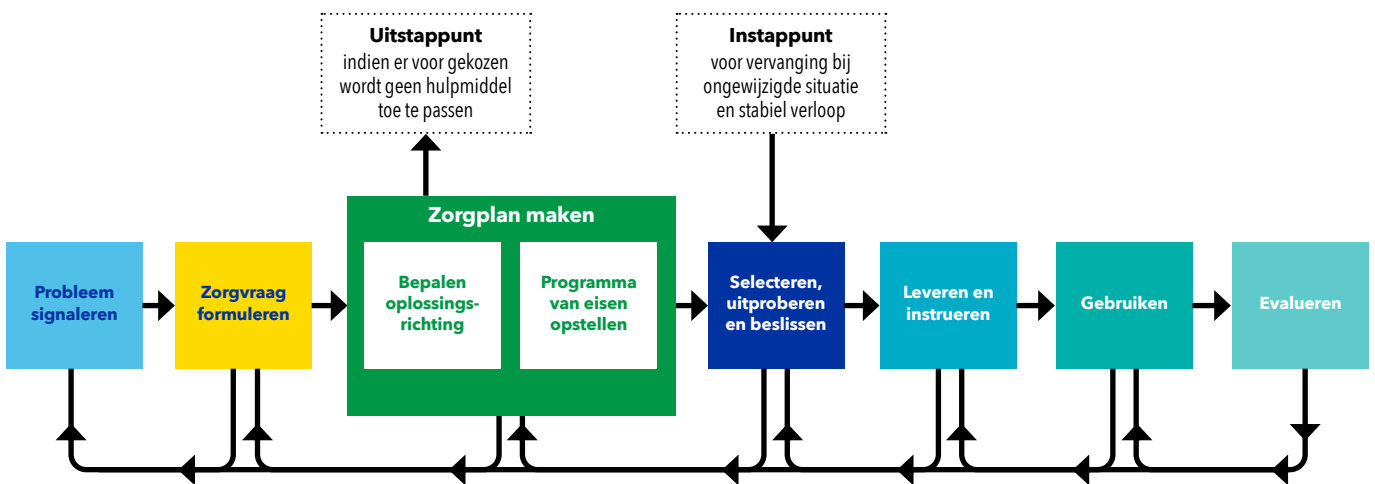 Uitstappunt
indien er voor gekozen
wordt geen hulpmiddel
toe te passen
Instappunt
voor vervanging bij
ongewijzigde situatie
en stabiel verloop
Probleem
signaleren
Zorgvraag
formuleren
Zorgplan maken
Bepalen
oplossings-
richting
Programma
van eisen
opstellen
Selecteren,
uitproberen
en beslissen
Leveren en
instrueren
Gebruiken
Evalueren